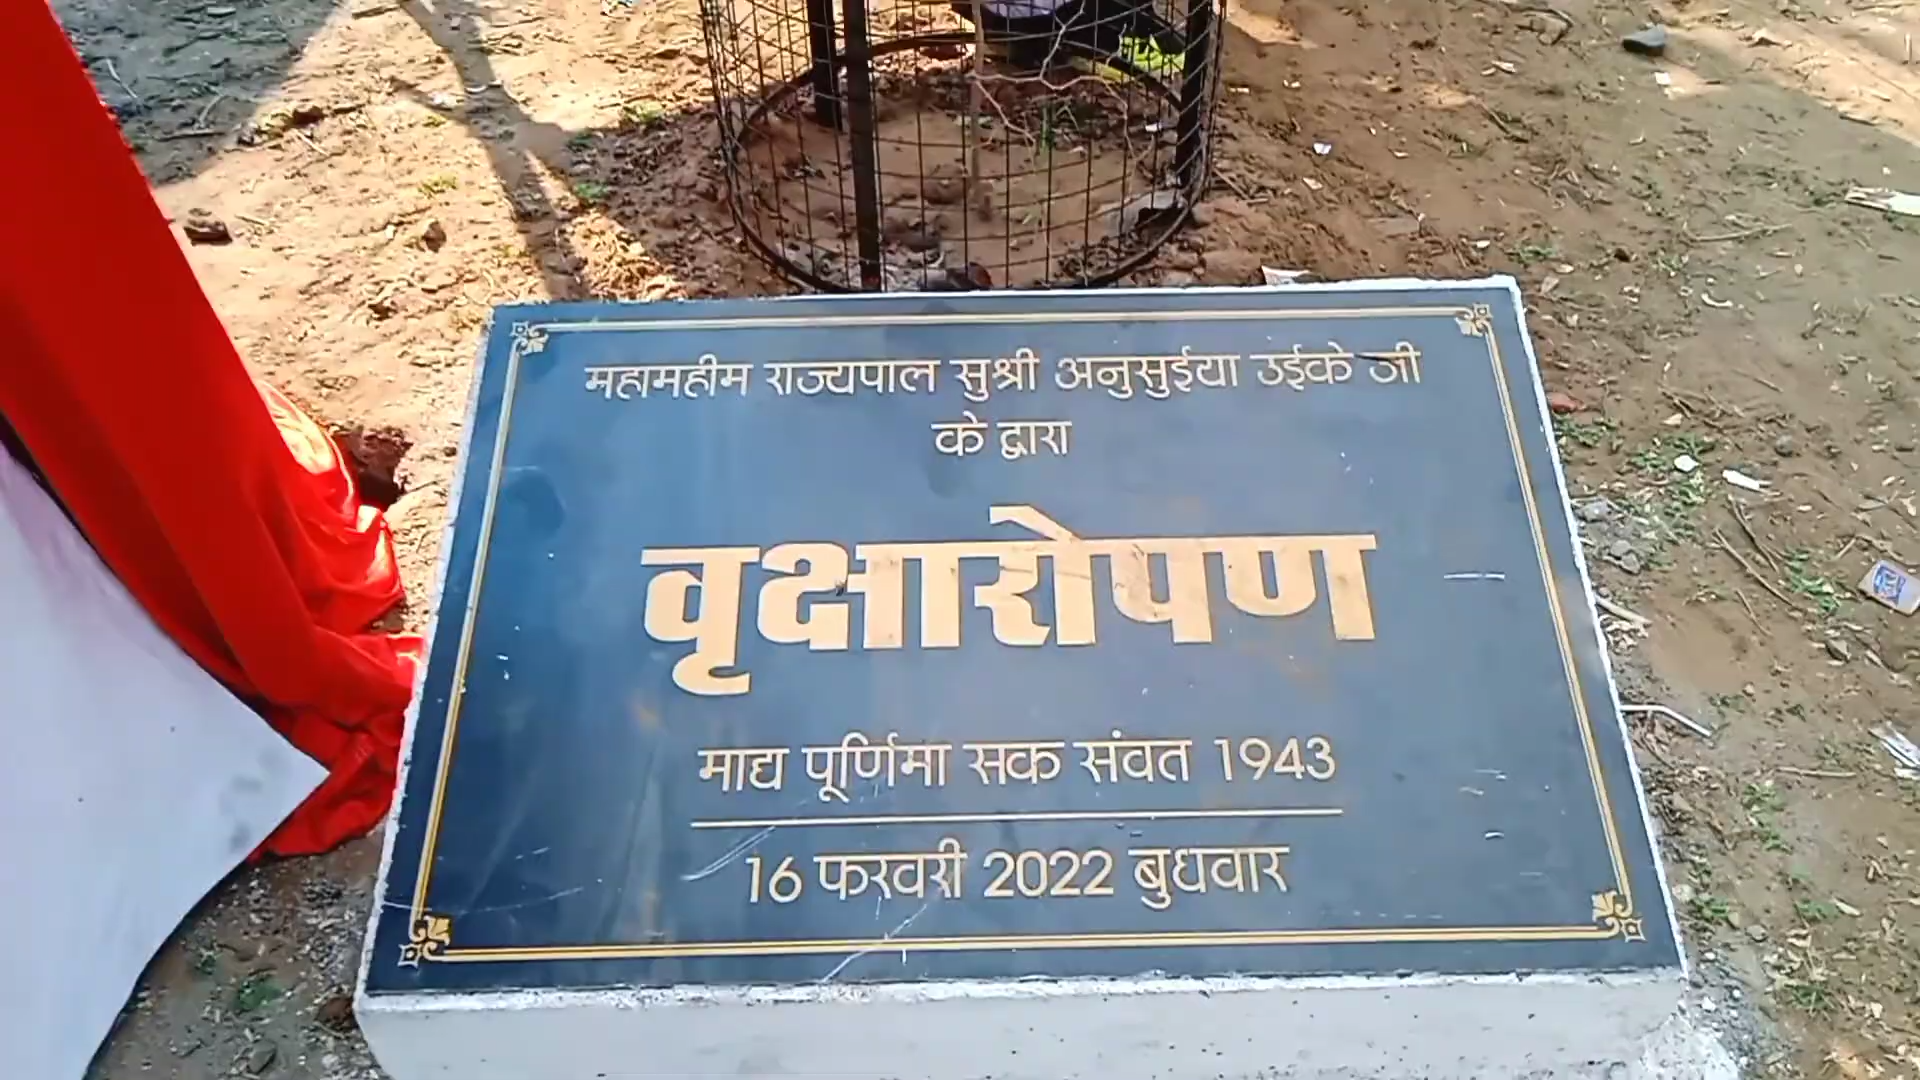 महामहीम राज्यपाल सुश्री अनुसुईया उईके जी
के द्वारा
वृक्षारोपण
माद्य पूर्णिमा सक संवत 1943
16 फरवरी 2022 बुधवार